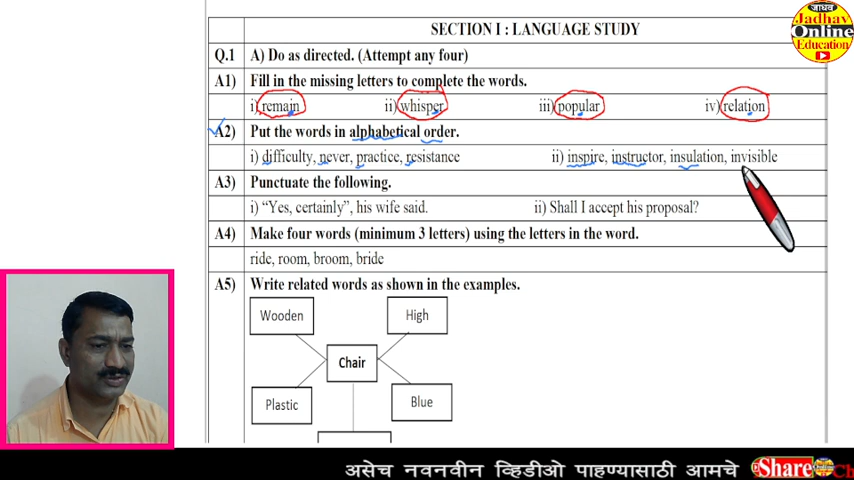 SECTION I : LANGUAGE STUDY
जाधव
Jadhav
Online
Education
Q.1 A) Do as directed. (Attempt any four)
A1) Fill in the missing letters to complete the words.
i) remain ii) whisper iii) popular iv) relation
A2) Put the words in alphabetical order.
i) difficulty, never, practice, resistance ii) inspire, instructor, insulation, invisible
A3) Punctuate the following.
i) “Yes, certainly”, his wife said. ii) Shall I accept his proposal?
A4) Make four words (minimum 3 letters) using the letters in the word.
ride, room, broom, bride
A5) Write related words as shown in the examples.
Wooden High
Chair
Plastic Blue
असेच नवनवीन व्हिडीओ पाहण्यासाठी आमचे Share Ch